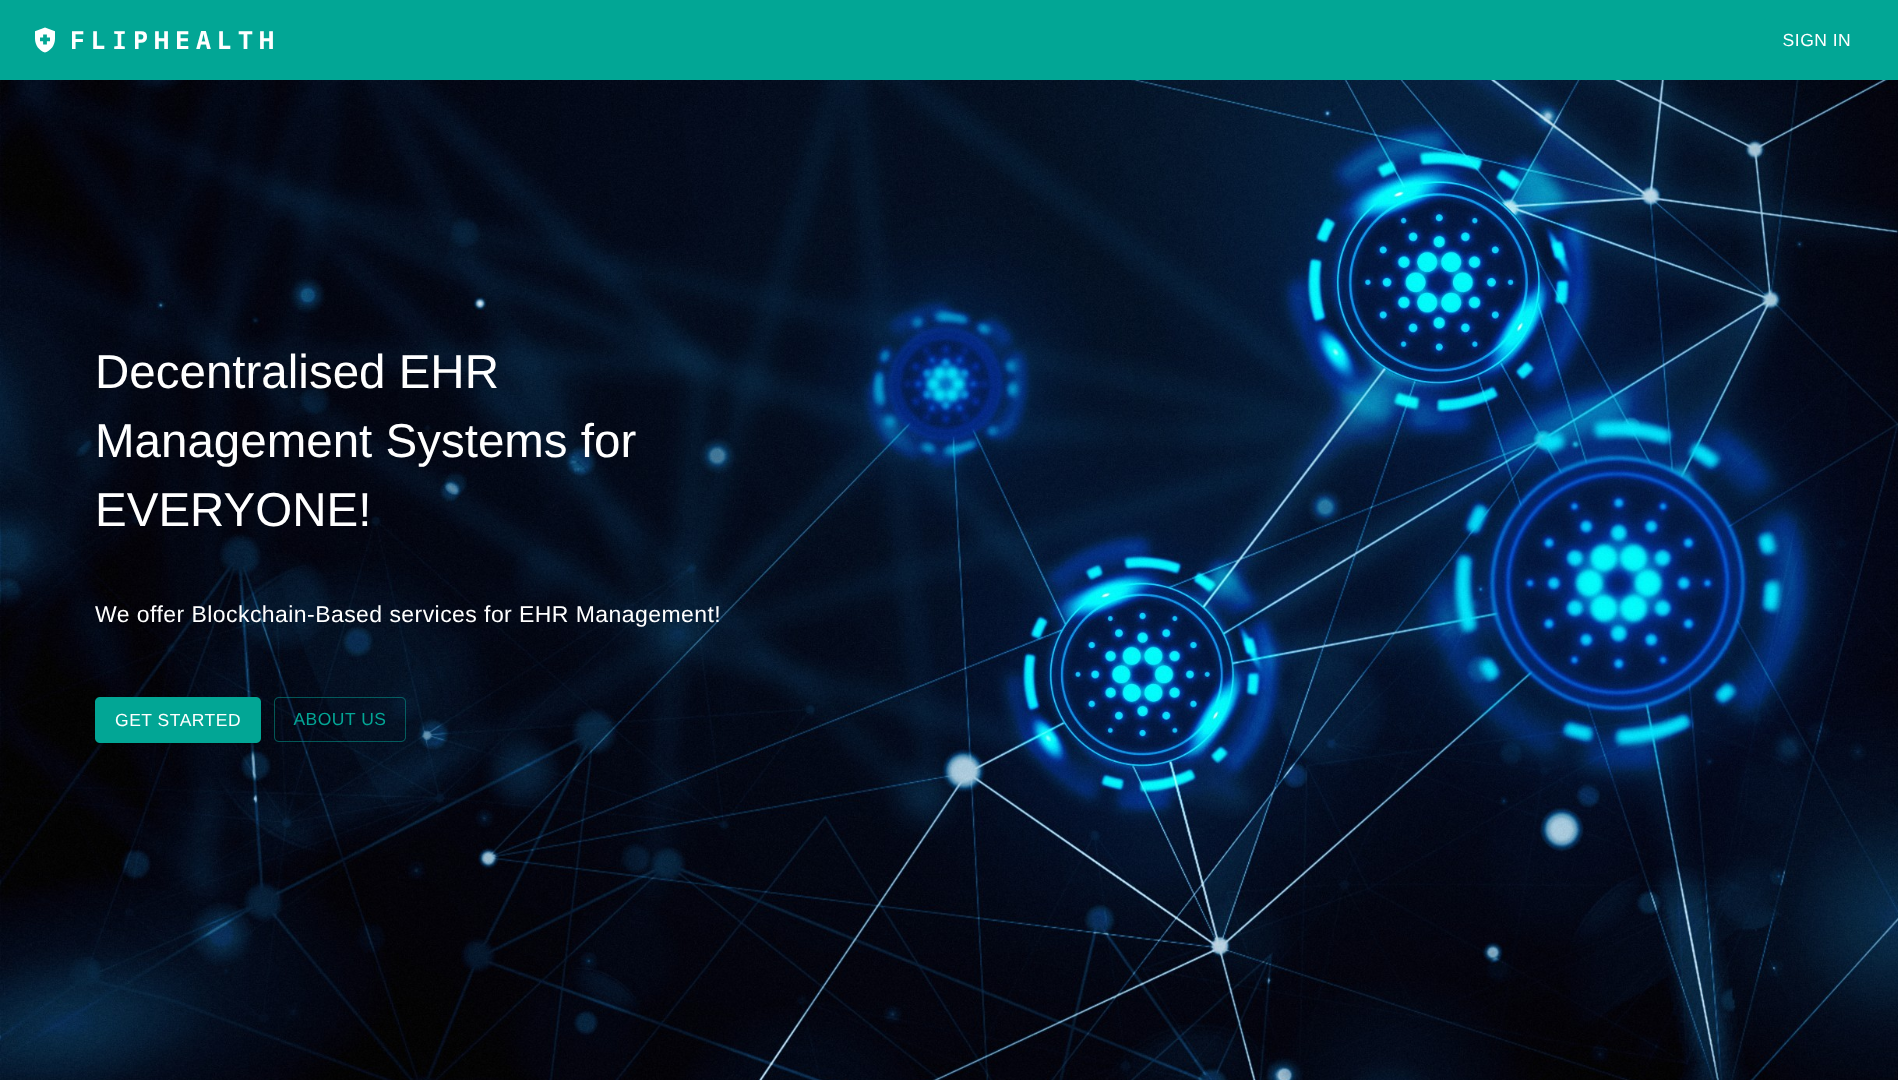 FLIPHEALTH
SIGN IN
Decentralised EHR
Management Systems for
EVERYONE!
We offer Blockchain-Based services for EHR Management!
GET STARTED
ABOUT US